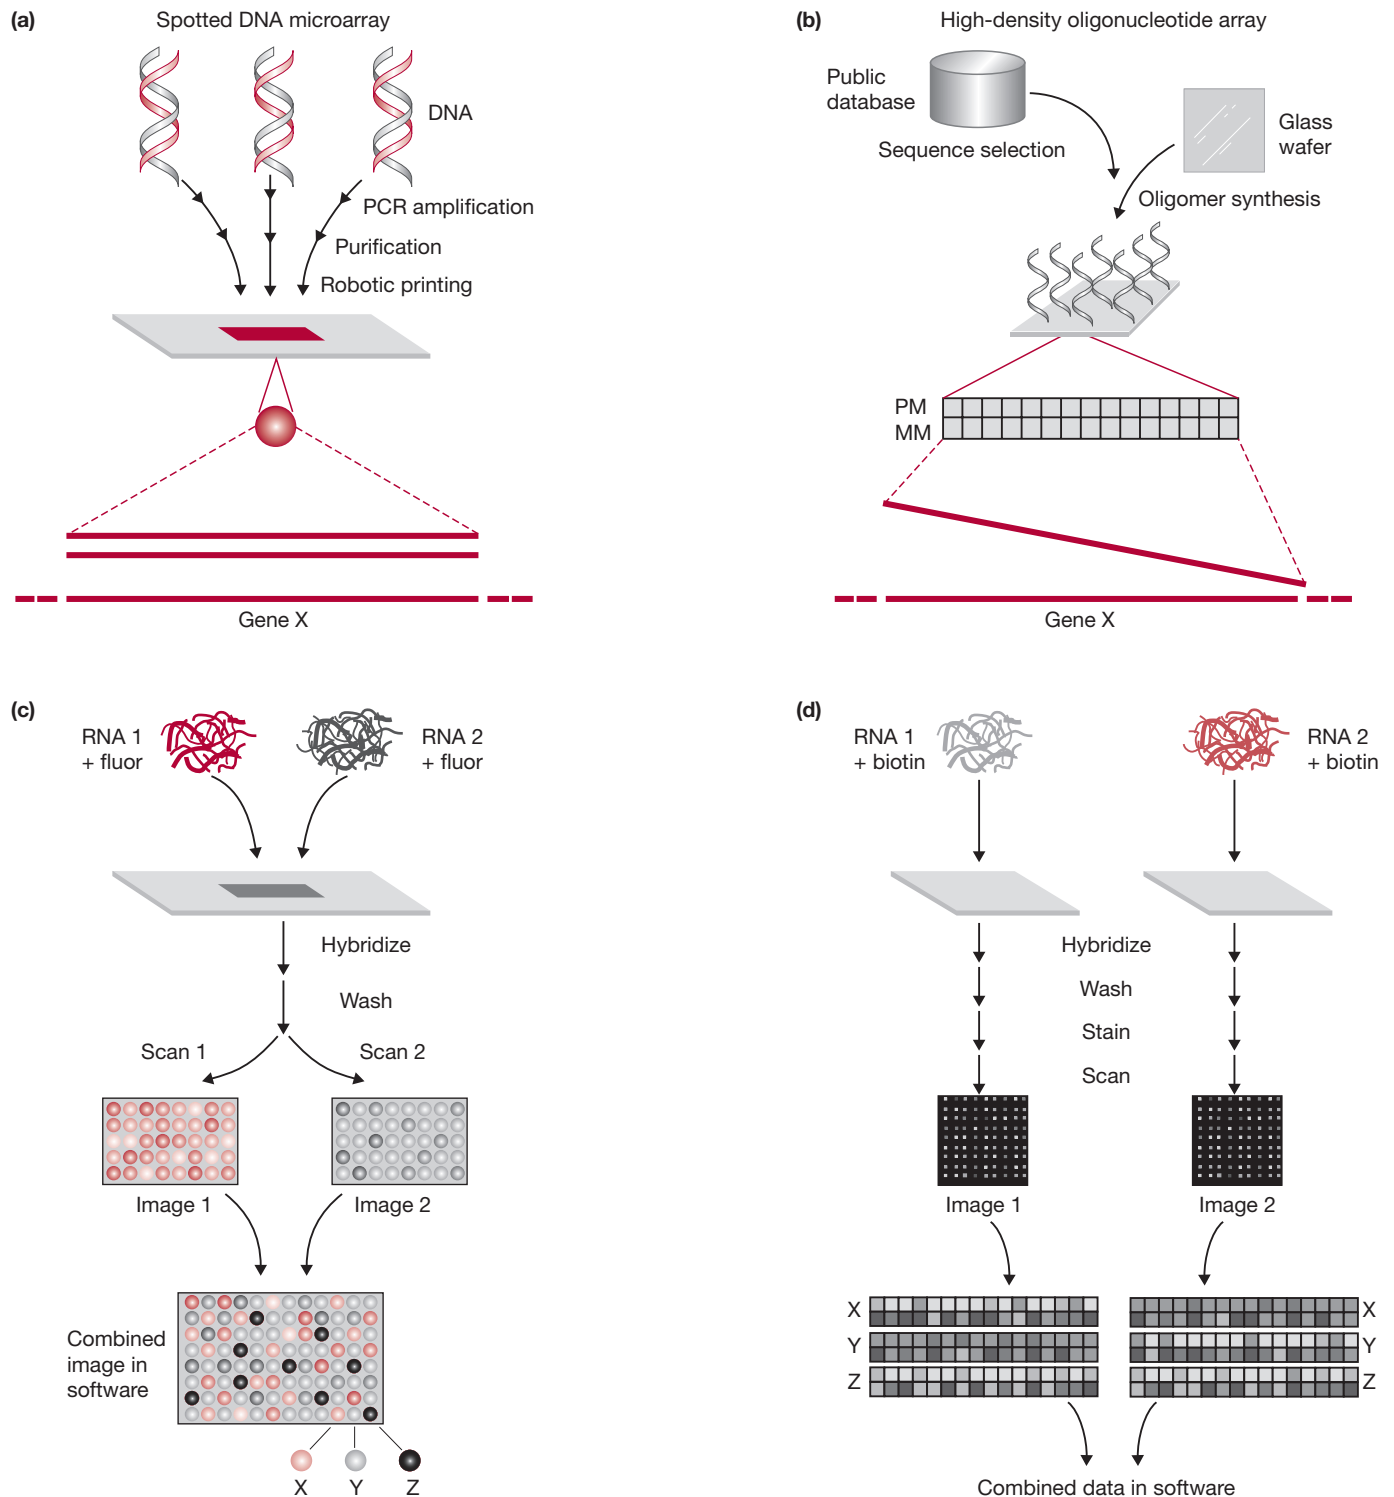 (a)
Spotted DNA microarray
DNA
PCR amplification
Purification
Robotic printing
Gene X
(b)
High-density oligonucleotide array
Public
database
Sequence selection
Glass
wafer
Oligomer synthesis
PM
MM
Gene X
(c)
RNA 1
+ fluor
RNA 2
+ fluor
Hybridize
Wash
Scan 1
Scan 2
Image 1
Image 2
Combined
image in
software
X
Y
Z
(d)
RNA 1
+ biotin
RNA 2
+ biotin
Hybridize
Wash
Stain
Scan
Image 1
Image 2
X
X
Y
Y
Z
Z
Combined data in software